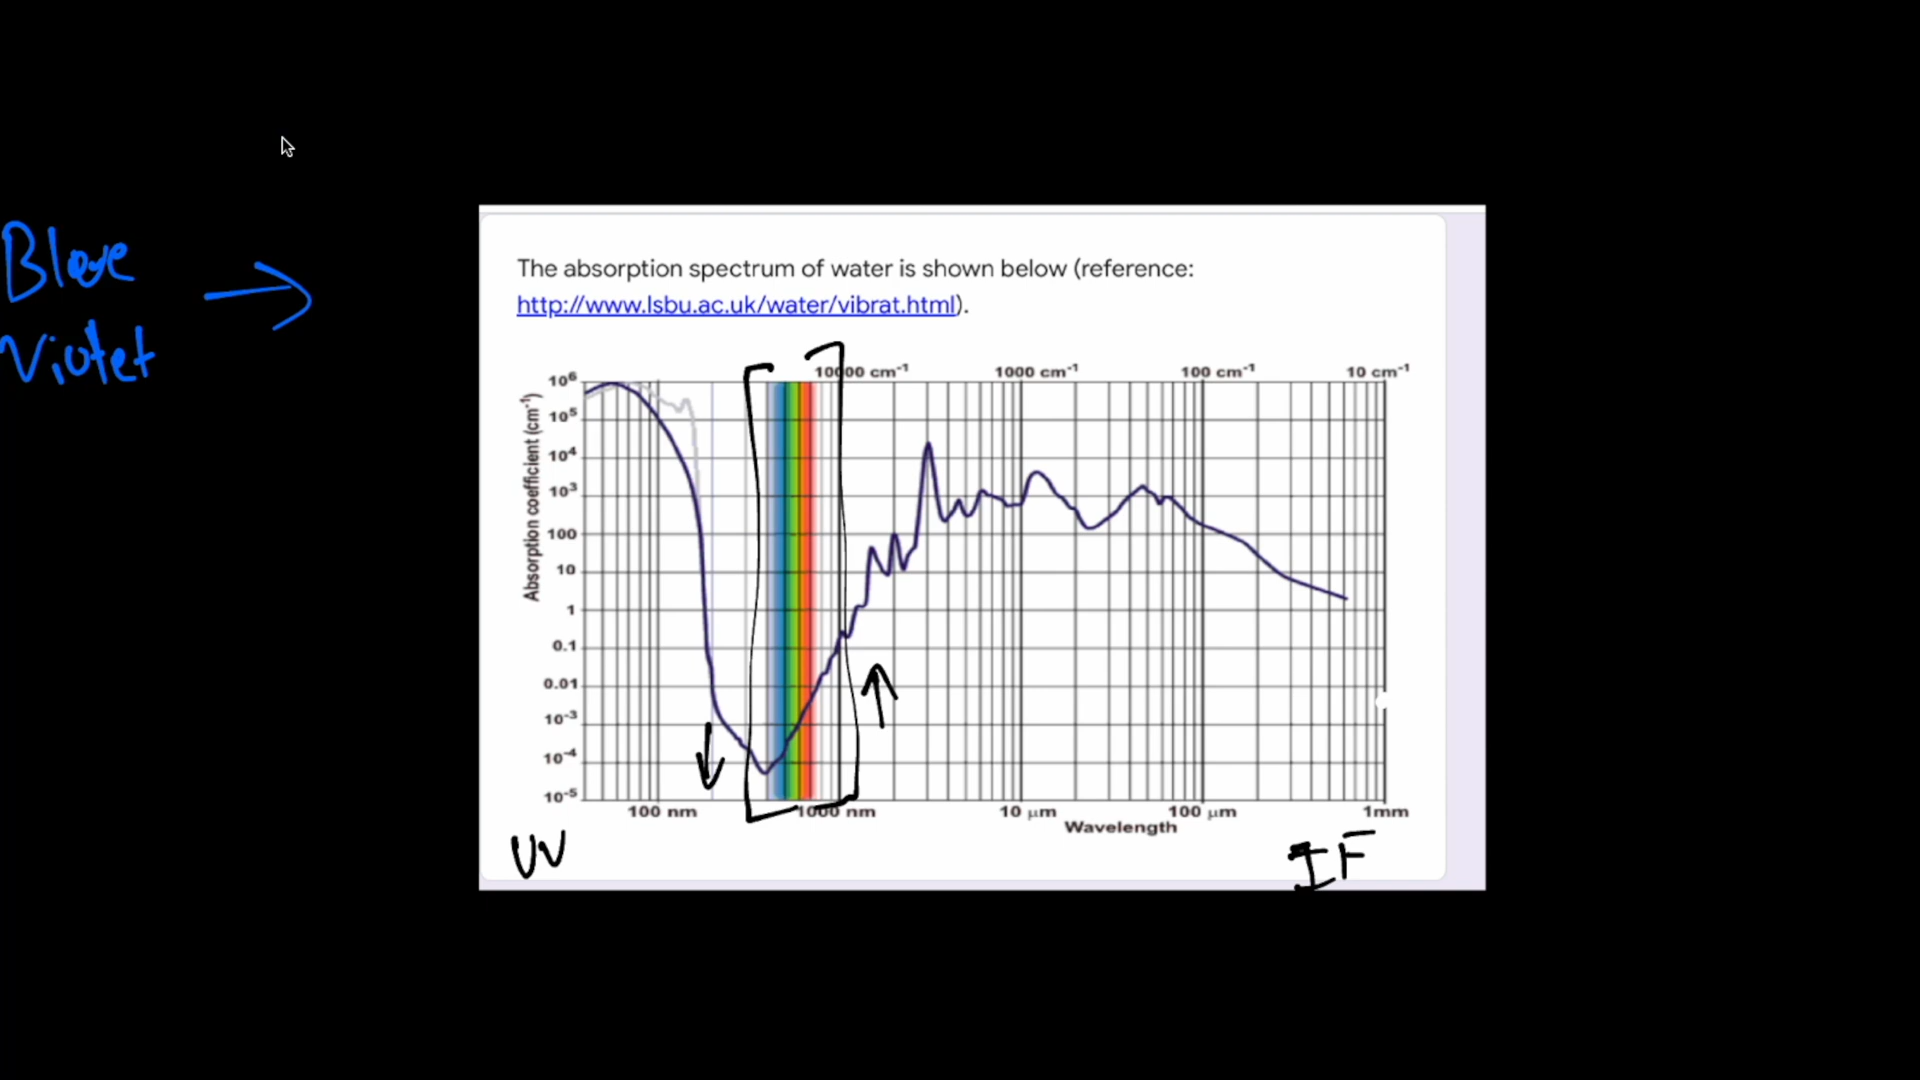 Blue
Violet
The absorption spectrum of water is shown below (reference:
http://www.lsbu.ac.uk/water/vibrat.html).
10000 cm⁻¹ 1000 cm⁻¹ 100 cm⁻¹ 10 cm⁻¹
Absorption coefficient (cm⁻¹)
10⁶
10⁵
10⁴
10³
100
10
1
0.1
0.01
10⁻³
10⁻⁴
10⁻⁵
100 nm 1000 nm 10 μm 100 μm 1mm
Wavelength
UV
IF